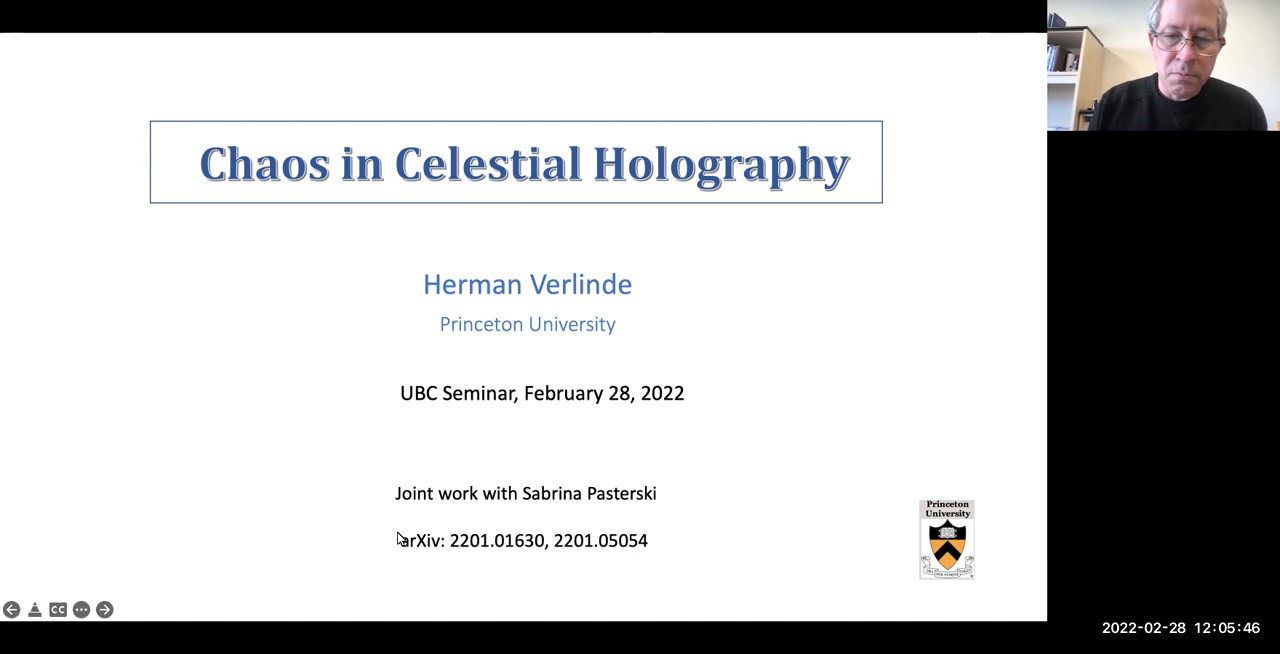 Chaos in Celestial Holography
Herman Verlinde
Princeton University
UBC Seminar, February 28, 2022
Joint work with Sabrina Pasterski
arXiv: 2201.01630, 2201.05054
Princeton
University
CC
2022-02-28 12:05:46